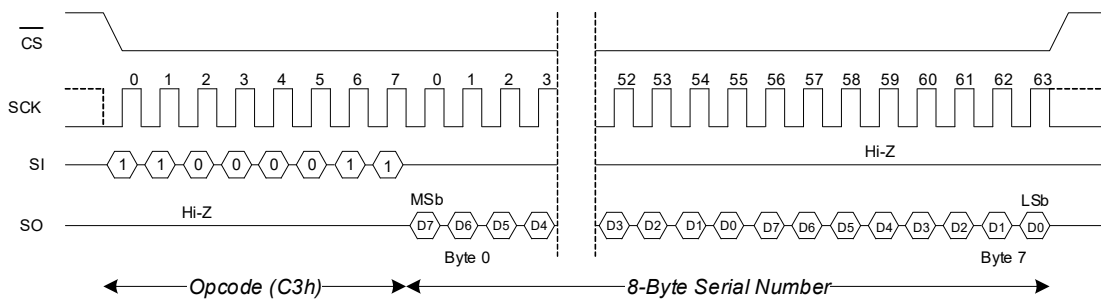 CS
0 1 2 3 4 5 6 7 0 1 2 3 52 53 54 55 56 57 58 59 60 61 62 63
SCK
Hi-Z
SI 1 1 0 0 0 0 1 1
MSb LSb
Hi-Z
SO D7 D6 D5 D4 D3 D2 D1 D0 D7 D6 D5 D4 D3 D2 D1 D0
Byte 0 Byte 7
Opcode (C3h) 8-Byte Serial Number